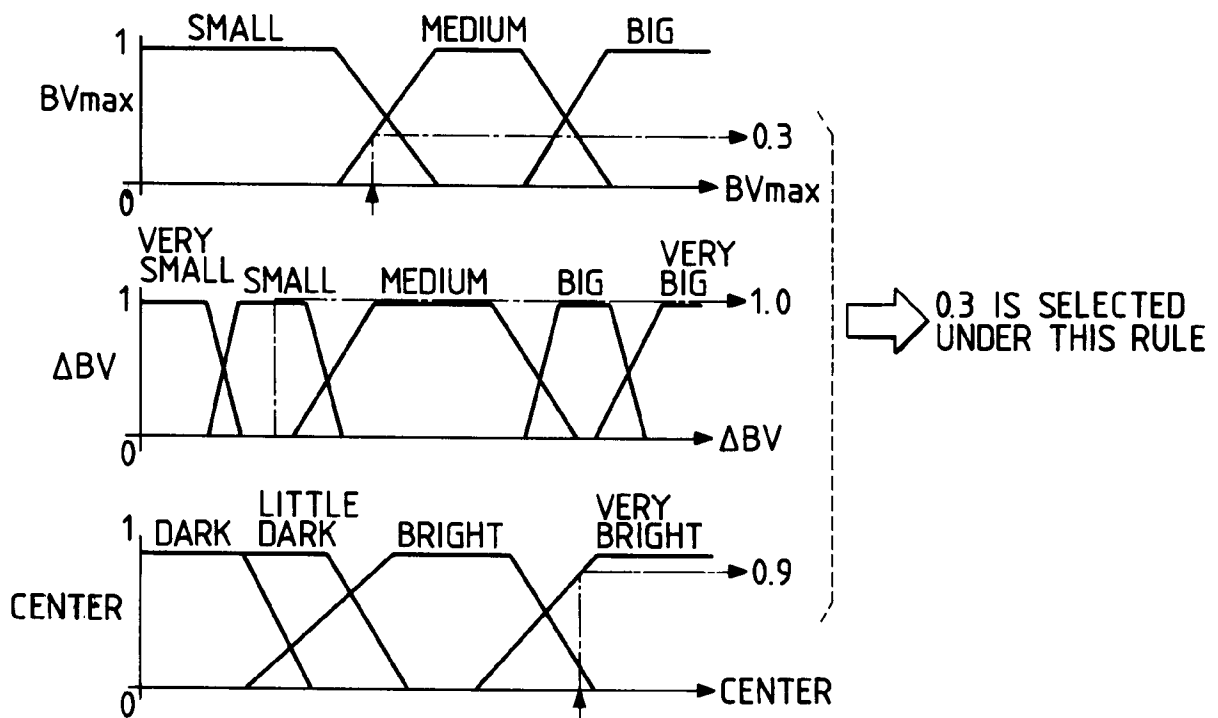 SMALL MEDIUM BIG
1
BVmax
0.3
0
BVmax
VERY
SMALL SMALL MEDIUM BIG VERY
BIG
1
1.0
ΔBV
0
ΔBV
0.3 IS SELECTED
UNDER THIS RULE
DARK LITTLE
DARK BRIGHT VERY
BRIGHT
1
0.9
CENTER
0
CENTER